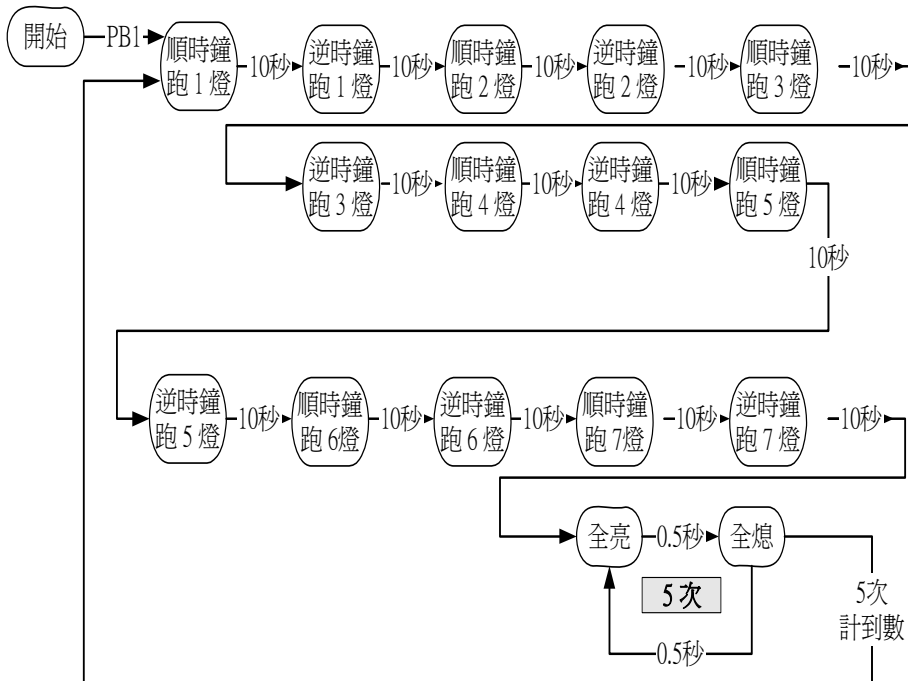 開始
PB1
順時鐘
跑1燈
10秒
逆時鐘
跑1燈
10秒
順時鐘
跑2燈
10秒
逆時鐘
跑2燈
10秒
順時鐘
跑3燈
10秒
逆時鐘
跑3燈
10秒
順時鐘
跑4燈
10秒
逆時鐘
跑4燈
10秒
順時鐘
跑5燈
10秒
逆時鐘
跑5燈
10秒
順時鐘
跑6燈
10秒
逆時鐘
跑6燈
10秒
順時鐘
跑7燈
10秒
逆時鐘
跑7燈
10秒
全亮
0.5秒
全熄
5次
0.5秒
5次
計到數